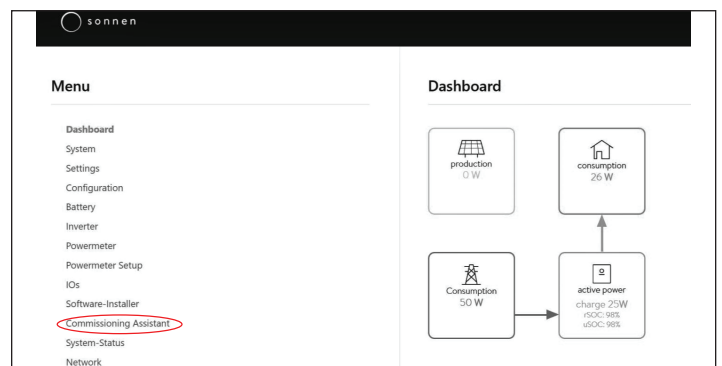 sonnen
Menu
Dashboard
System
Settings
Configuration
Battery
Inverter
Powermeter
Powermeter Setup
IOs
Software-Installer
Commissioning Assistant
System-Status
Network
Dashboard
production
0 W
consumption
26 W
Consumption
50 W
active power
charge 25W
rSOC: 98%
uSOC: 98%